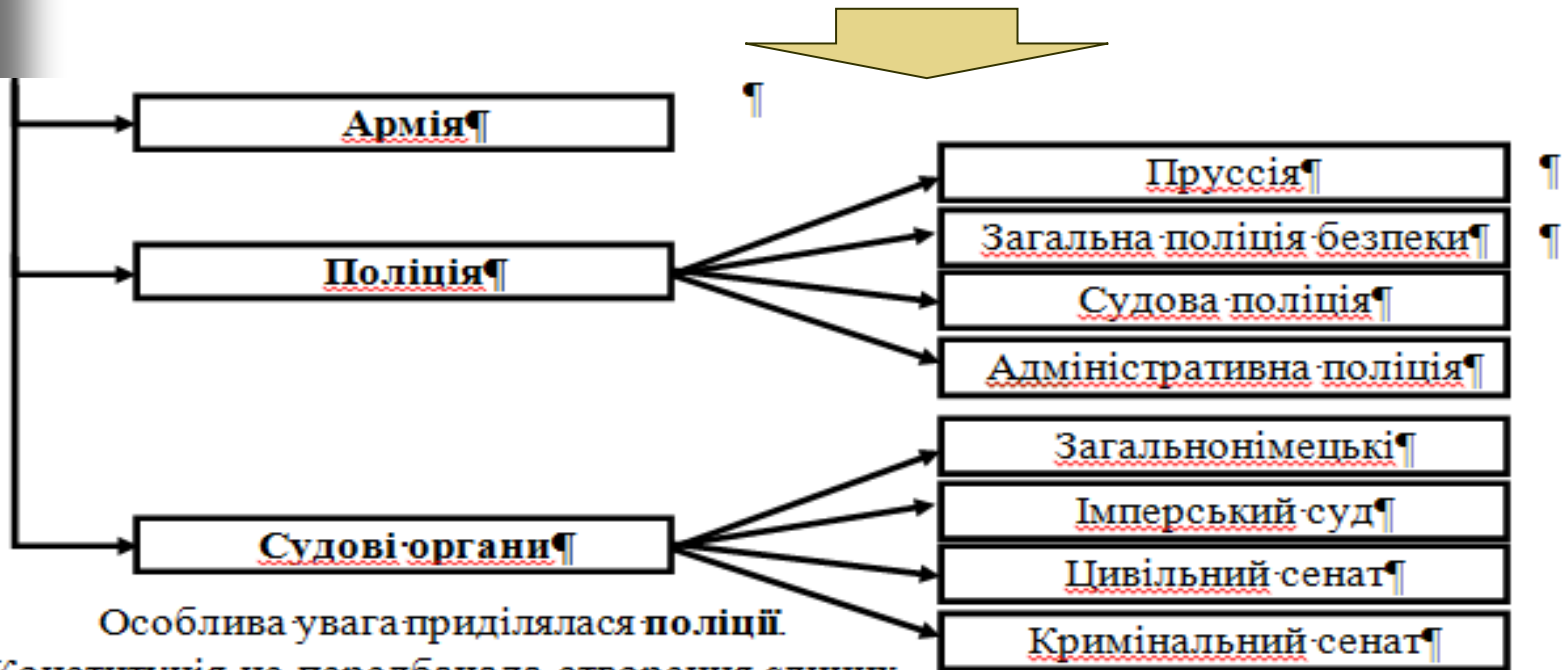 Армія¶
¶
Пруссія¶
¶
Загальна поліція безпеки¶
¶
Поліція¶
Судова поліція¶
Адміністративна поліція¶
Загальнонімецькі¶
Імперський суд¶
Судові органи¶
Цивільний сенат¶
Кримінальний сенат¶
Особлива увага приділялася поліції.